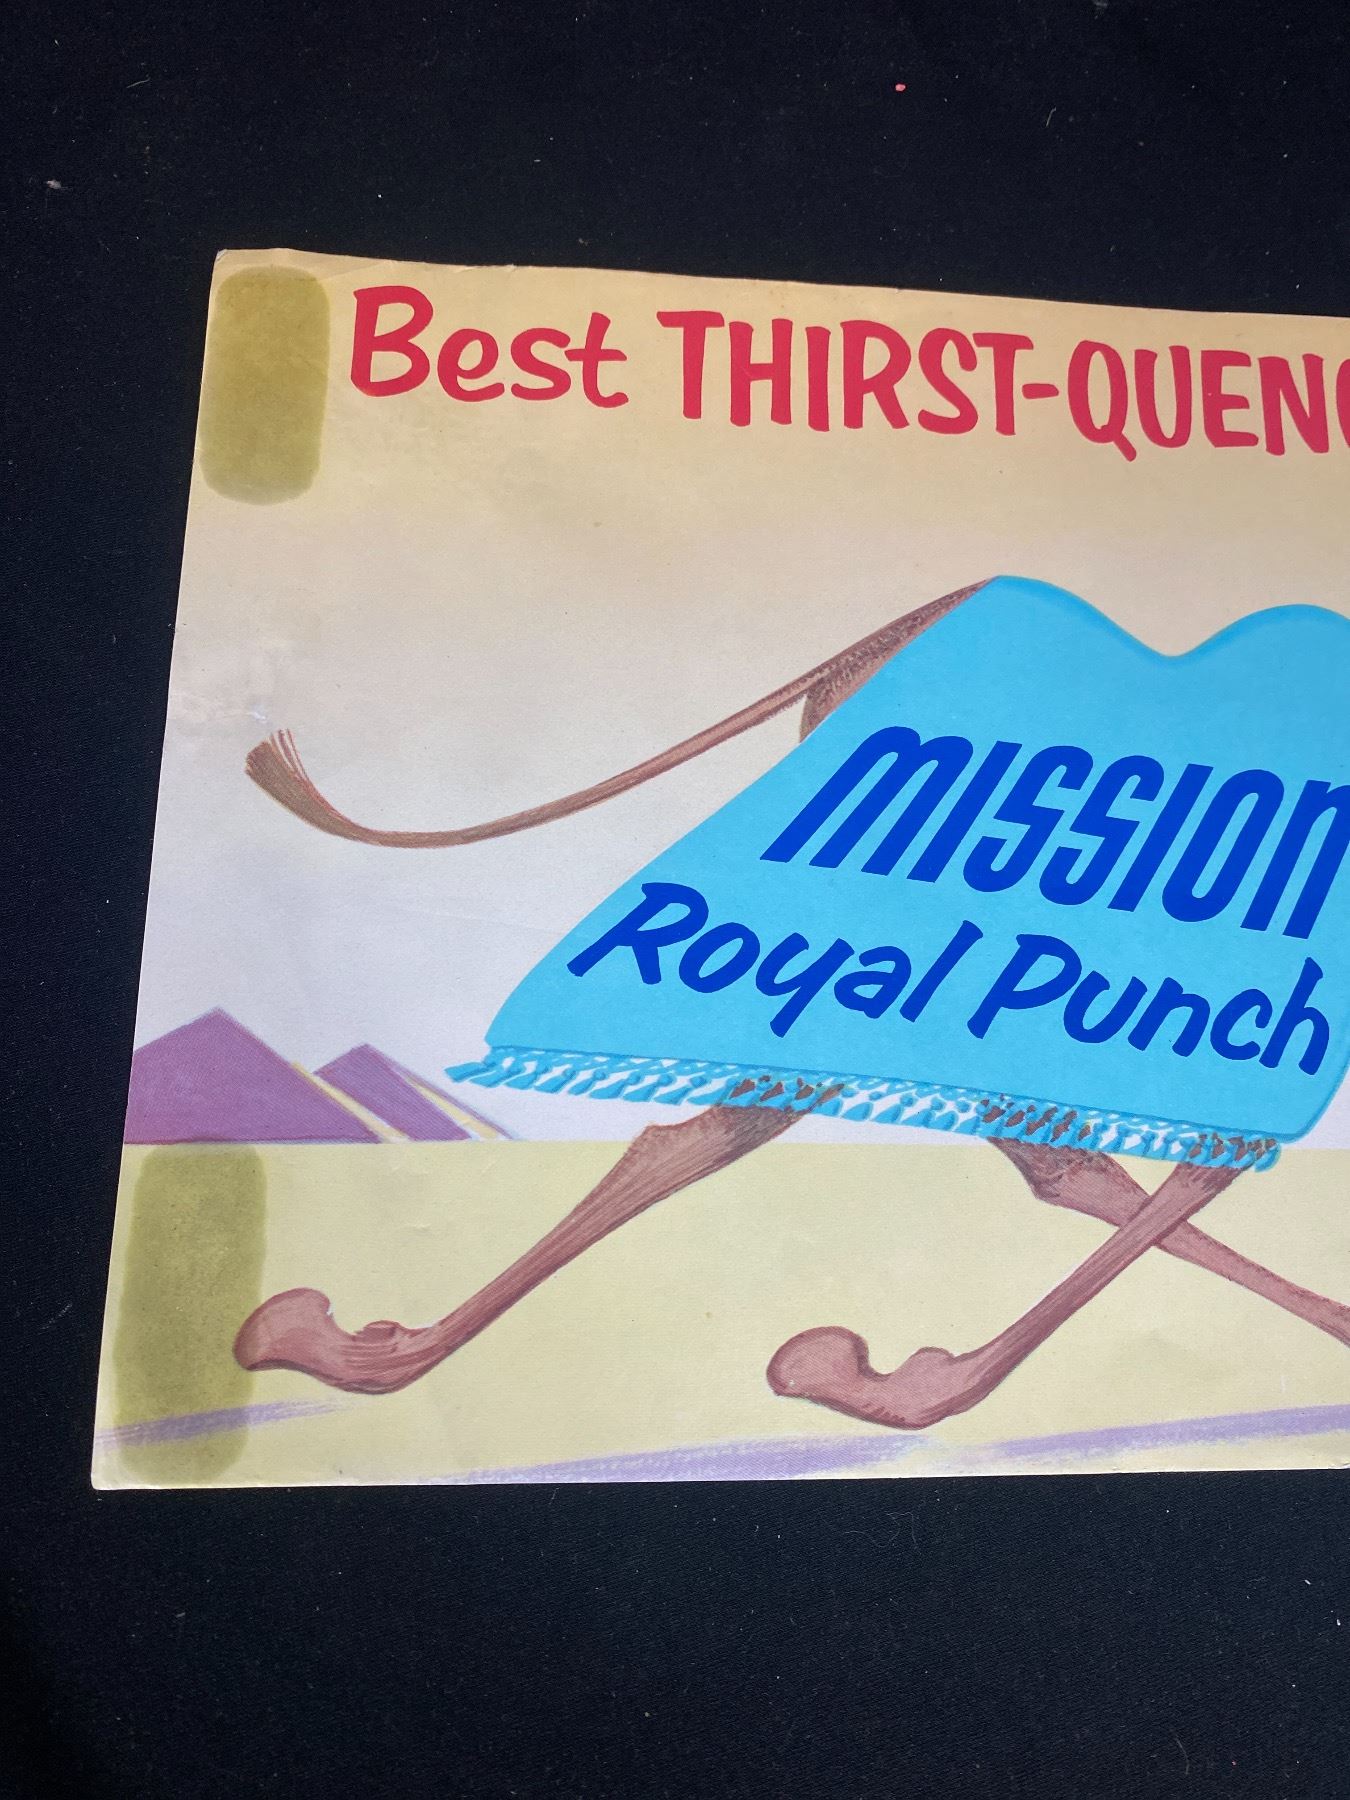 Best THIRST-QUENC
MISSION
Royal Punch